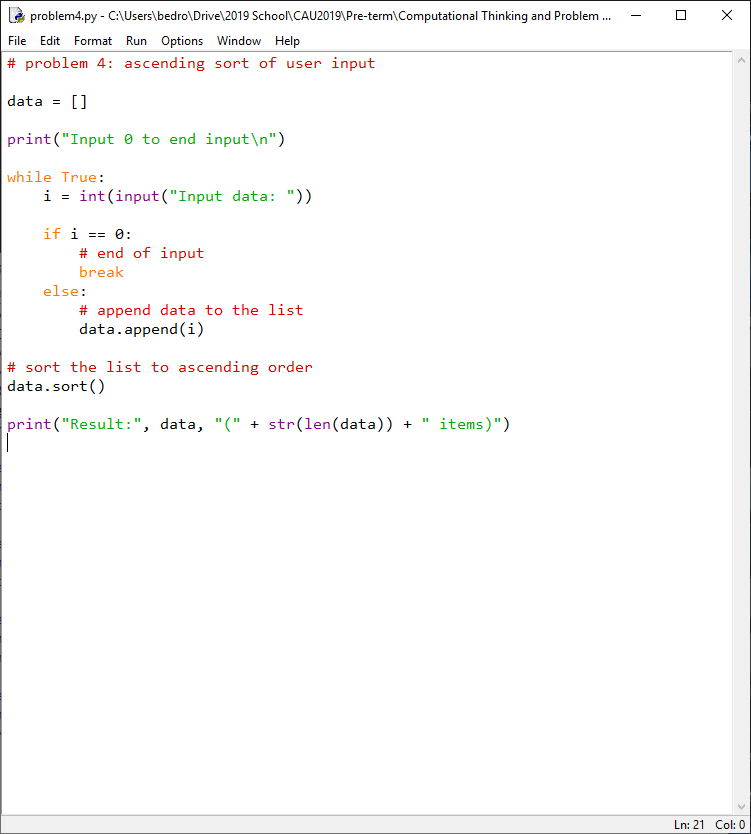 problem4.py - C:\Users\bedro\Drive\2019 School\CAU2019\Pre-term\Computational Thinking and Problem ...
File Edit Format Run Options Window Help
# problem 4: ascending sort of user input
data = []
print("Input 0 to end input\n")
while True:
    i = int(input("Input data: "))
    if i == 0:
        # end of input
        break
    else:
        # append data to the list
        data.append(i)
# sort the list to ascending order
data.sort()
print("Result:", data, "(" + str(len(data)) + " items)")
Ln: 21 Col: 0